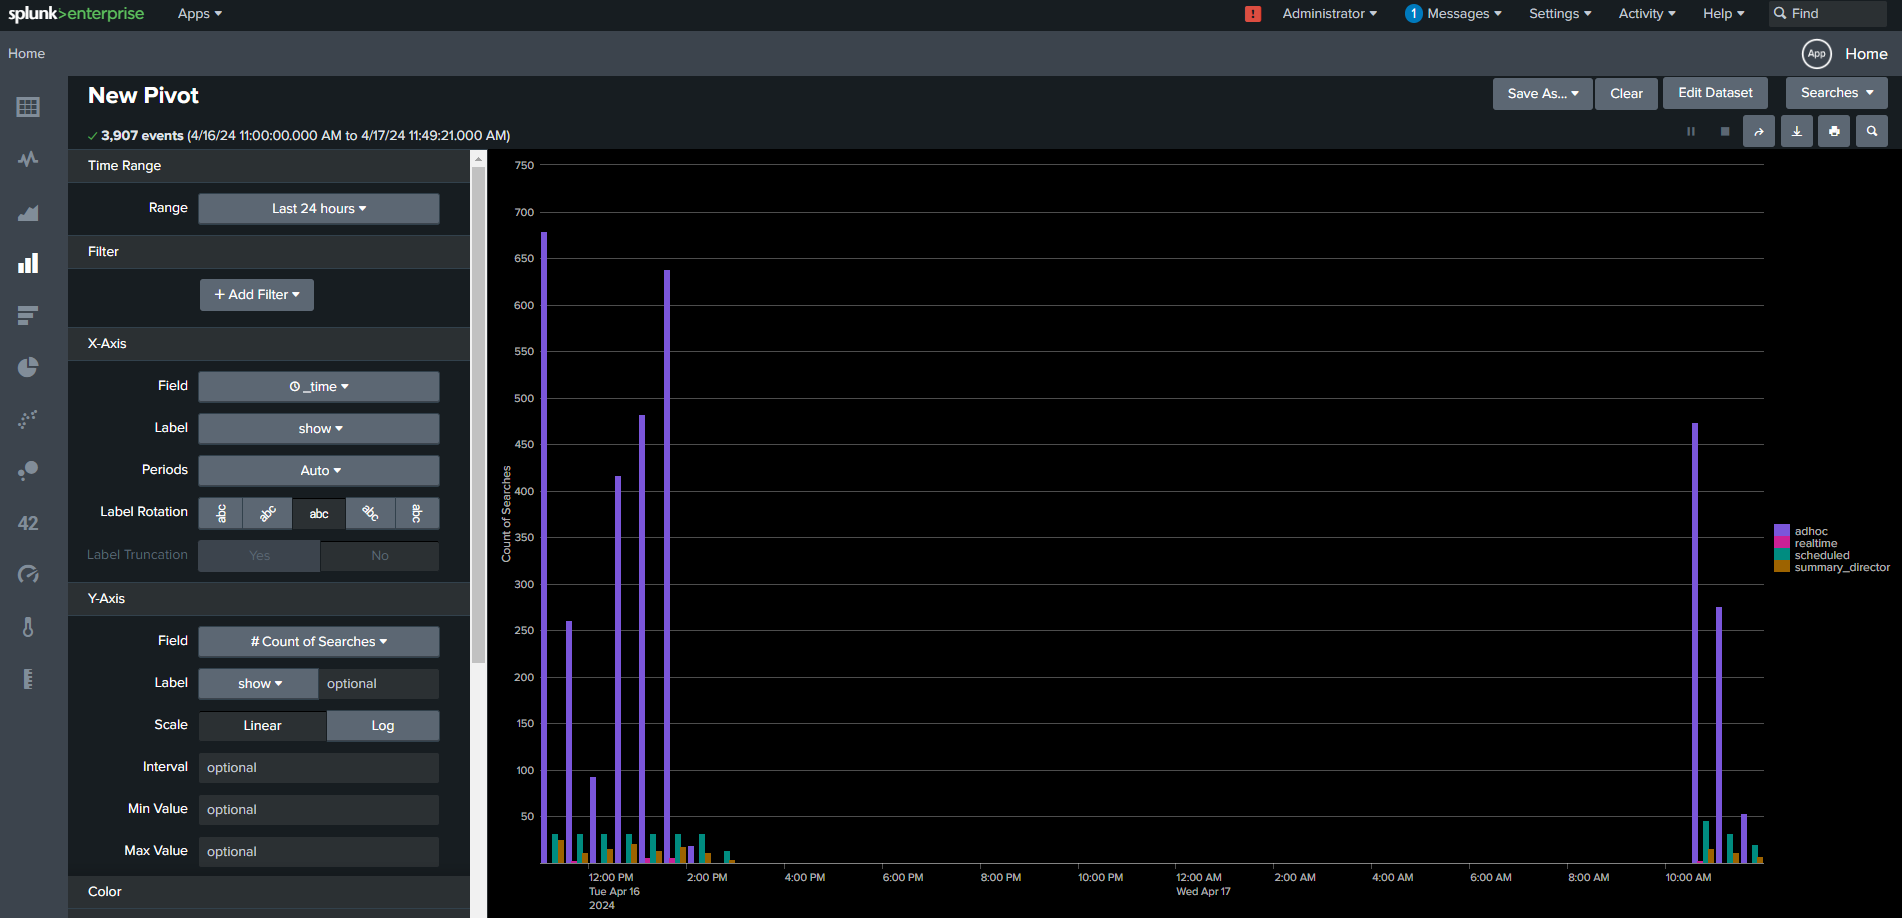 splunk>enterprise Apps Administrator 1 Messages Settings Activity Help Find
Home App Home
New Pivot Save As... Clear Edit Dataset Searches
3,907 events (4/16/24 11:00:00.000 AM to 4/17/24 11:49:21.000 AM)
Time Range
Range Last 24 hours
Filter
+ Add Filter
X-Axis
Field _time
Label show
Periods Auto
Label Rotation abc abc abc abc abc
Label Truncation Yes No
Y-Axis
Field # Count of Searches
Label show optional
Scale Linear Log
Interval optional
Min Value optional
Max Value optional
Color
42
750
700
650
600
550
500
450
400
350
300
250
200
150
100
50
Count of Searches
12:00 PM 2:00 PM 4:00 PM 6:00 PM 8:00 PM 10:00 PM 12:00 AM 2:00 AM 4:00 AM 6:00 AM 8:00 AM 10:00 AM
Tue Apr 16 Wed Apr 17
2024
adhoc
realtime
scheduled
summary_director